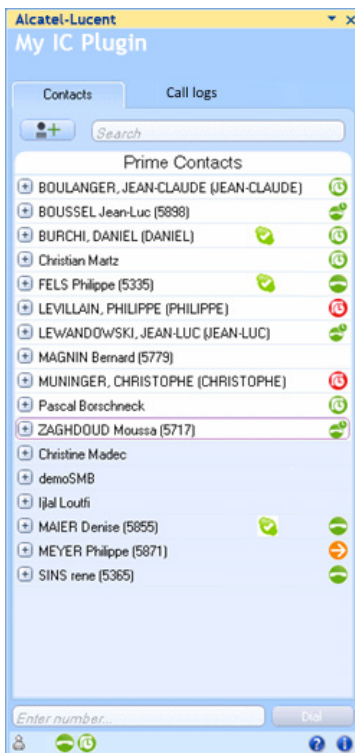 Alcatel-Lucent
My IC Plugin
Contacts
Call logs
Search
Prime Contacts
BOULANGER, JEAN-CLAUDE (JEAN-CLAUDE)
BOUSSEL Jean-Luc (5898)
BURCHI, DANIEL (DANIEL)
Christian Martz
FELS Philippe (5335)
LEVILLAIN, PHILIPPE (PHILIPPE)
LEWANDOWSKI, JEAN-LUC (JEAN-LUC)
MAGNIN Bernard (5779)
MUNINGER, CHRISTOPHE (CHRISTOPHE)
Pascal Borschneck
ZAGHDOUD Moussa (5717)
Christine Madec
demoSMB
Ijlal Loutfi
MAIER Denise (5855)
MEYER Philippe (5871)
SINS rene (5365)
Enter number...
Dial